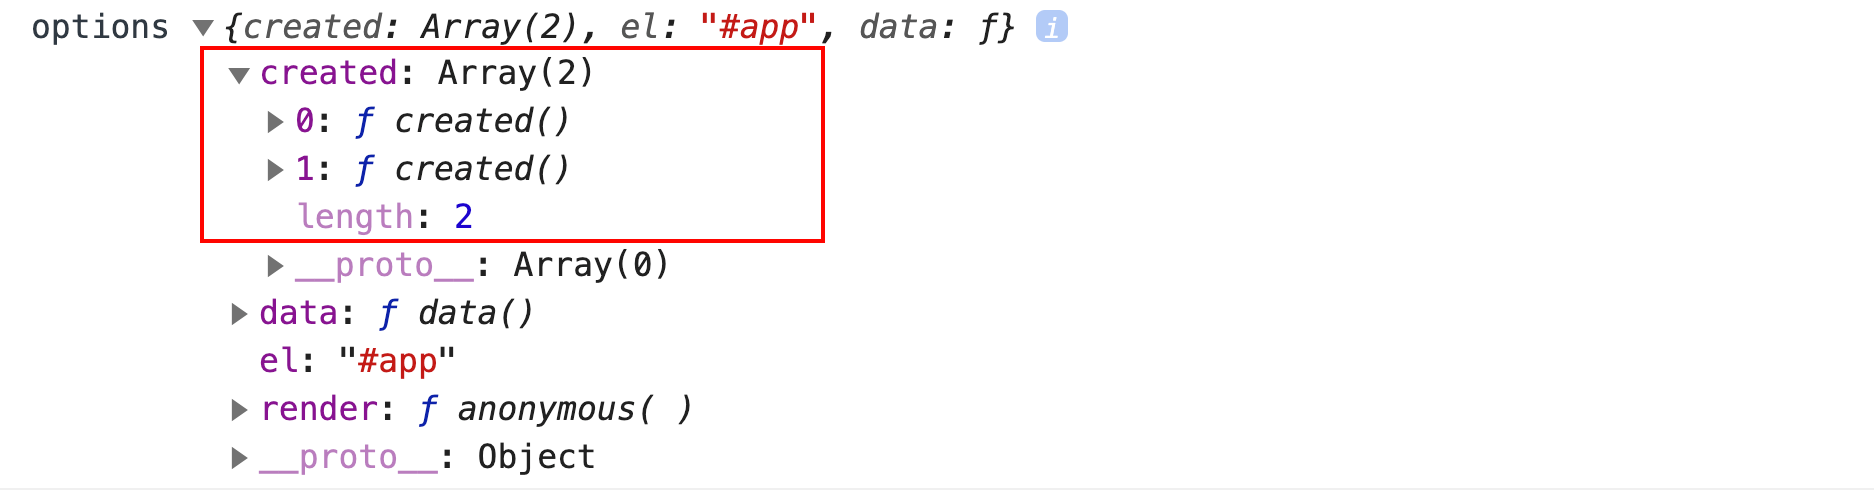 options ▼{created: Array(2), el: "#app", data: ƒ} i
▼created: Array(2)
▶0: ƒ created()
▶1: ƒ created()
length: 2
▶__proto__: Array(0)
▶data: ƒ data()
el: "#app"
▶render: ƒ anonymous( )
▶__proto__: Object